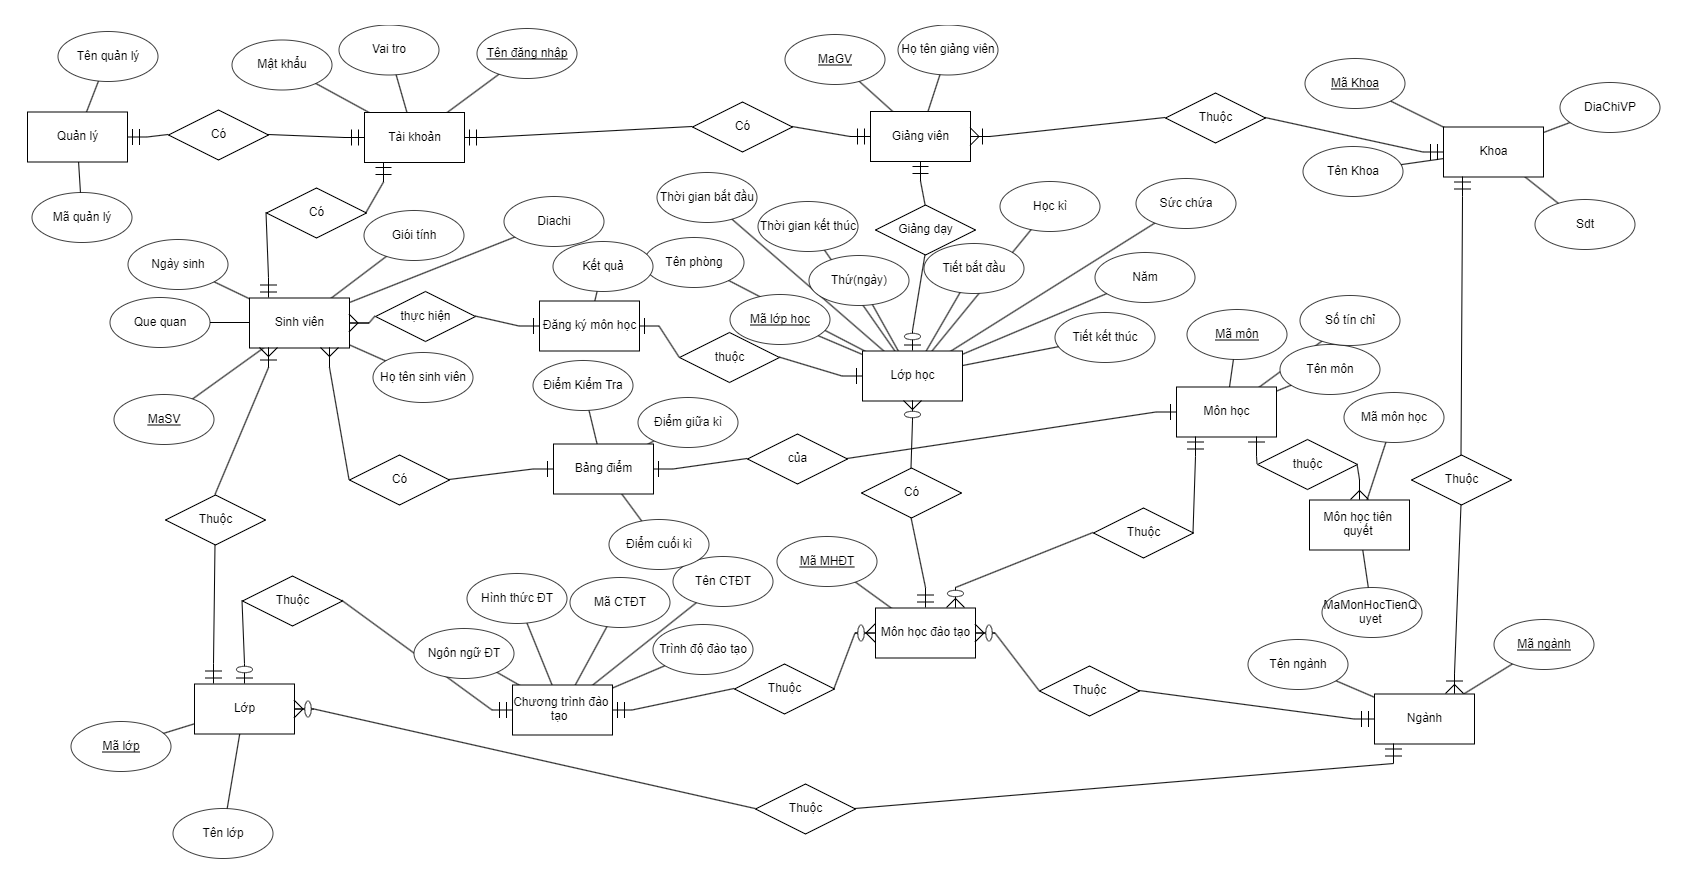 Tên quản lý
Mật khẩu
Vai tro
Tên đăng nhập
MaGV
Họ tên giảng viên
Mã Khoa
DiaChiVP
Quản lý
Có
Tài khoản
Có
Giảng viên
Thuộc
Khoa
Tên Khoa
Mã quản lý
Có
Giới tính
Diachi
Thời gian bắt đầu
Thời gian kết thúc
Giảng dạy
Học kì
Sức chứa
Sdt
Ngày sinh
Kết quả
Tên phòng
Thứ(ngày)
Tiết bắt đầu
Năm
Que quan
Sinh viên
thực hiện
Đăng ký môn học
Mã lớp học
Mã môn
Số tín chỉ
Tiết kết thúc
thuộc
Tên môn
Họ tên sinh viên
Lớp học
Điểm Kiểm Tra
MaSV
Điểm giữa kì
Môn học
Mã môn học
Có
Bảng điểm
của
thuộc
Thuộc
Có
Thuộc
Môn học tiên
quyết
Thuộc
Điểm cuối kì
Mã MHĐT
Tên CTĐT
Thuộc
Hình thức ĐT
Mã CTĐT
MaMonHocTienQ
uyet
Môn học đào tạo
Ngôn ngữ ĐT
Trình độ đào tạo
Tên ngành
Mã ngành
Thuộc
Thuộc
Lớp
Chương trình đào
tạo
Ngành
Mã lớp
Thuộc
Tên lớp